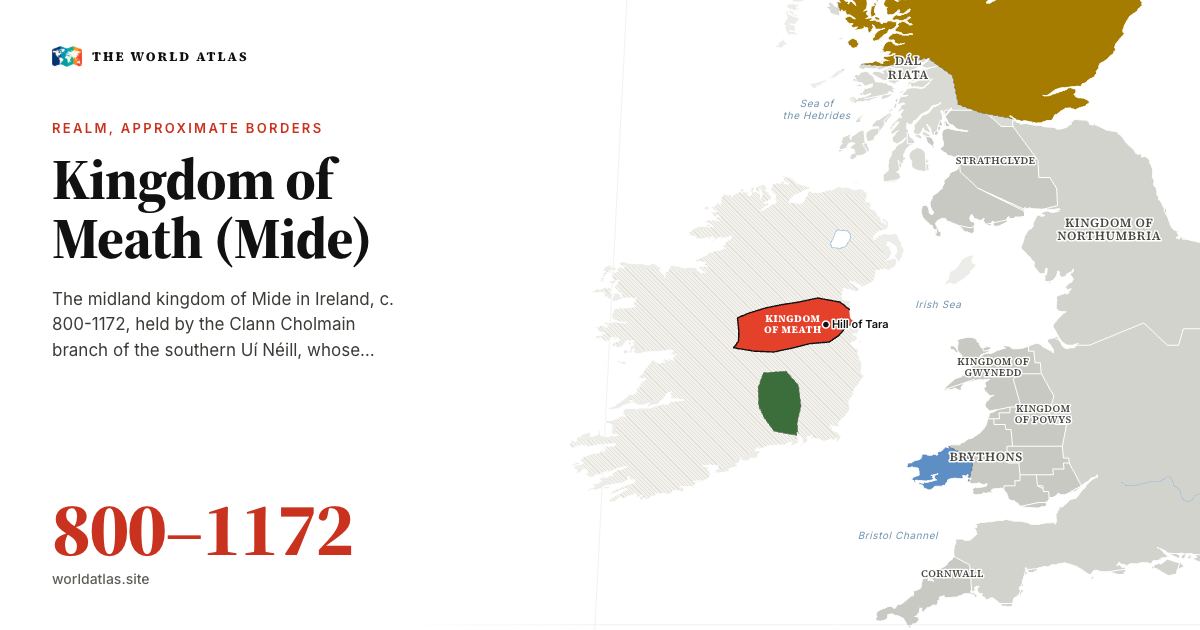 THE WORLD ATLAS
REALM, APPROXIMATE BORDERS
Kingdom of
Meath (Mide)
The midland kingdom of Mide in Ireland, c.
800-1172, held by the Clann Cholmain
branch of the southern Uí Néill, whose...
800–1172
worldatlas.site
DÁL
RIATA
Sea of
the Hebrides
STRATHCLYDE
KINGDOM OF
NORTHUMBRIA
Irish Sea
KINGDOM
OF MEATH
Hill of Tara
KINGDOM OF
GWYNEDD
KINGDOM
OF POWYS
BRYTHONS
Bristol Channel
CORNWALL